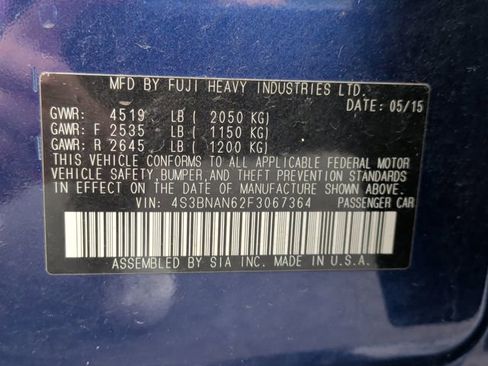 MFD BY FUJI HEAVY INDUSTRIES LTD.
DATE: 05/15
GVWR: 4519 LB ( 2050 KG)
GAWR: F 2535 LB ( 1150 KG)
GAWR: R 2645 LB ( 1200 KG)
THIS VEHICLE CONFORMS TO ALL APPLICABLE FEDERAL MOTOR
VEHICLE SAFETY, BUMPER, AND THEFT PREVENTION STANDARDS
IN EFFECT ON THE DATE OF MANUFACTURE SHOWN ABOVE.
VIN: 4S3BNAN62F3067364 PASSENGER CAR
ASSEMBLED BY SIA INC. MADE IN U.S.A.